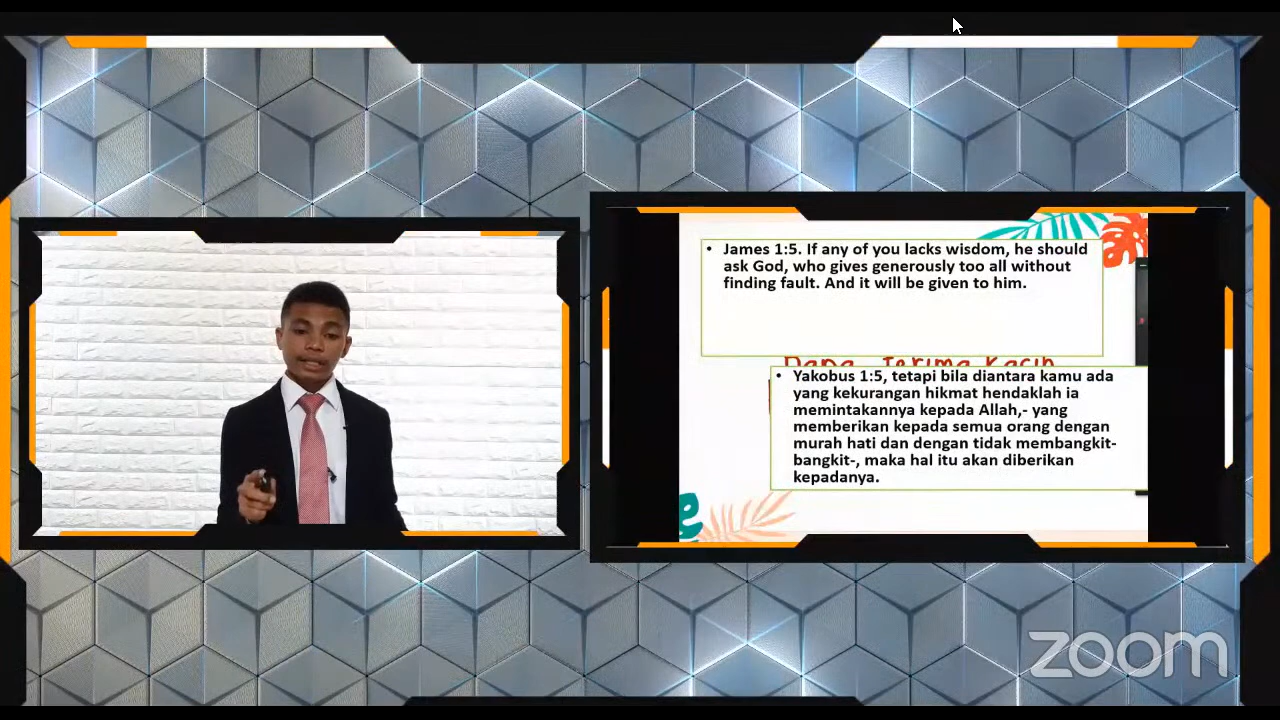 • James 1:5. If any of you lacks wisdom, he should
ask God, who gives generously too all without
finding fault. And it will be given to him.
Dapa Terima Kasih
• Yakobus 1:5, tetapi bila diantara kamu ada
yang kekurangan hikmat hendaklah ia
memintakannya kepada Allah,- yang
memberikan kepada semua orang dengan
murah hati dan dengan tidak membangkit-
bangkit-, maka hal itu akan diberikan
kepadanya.
e
zoom